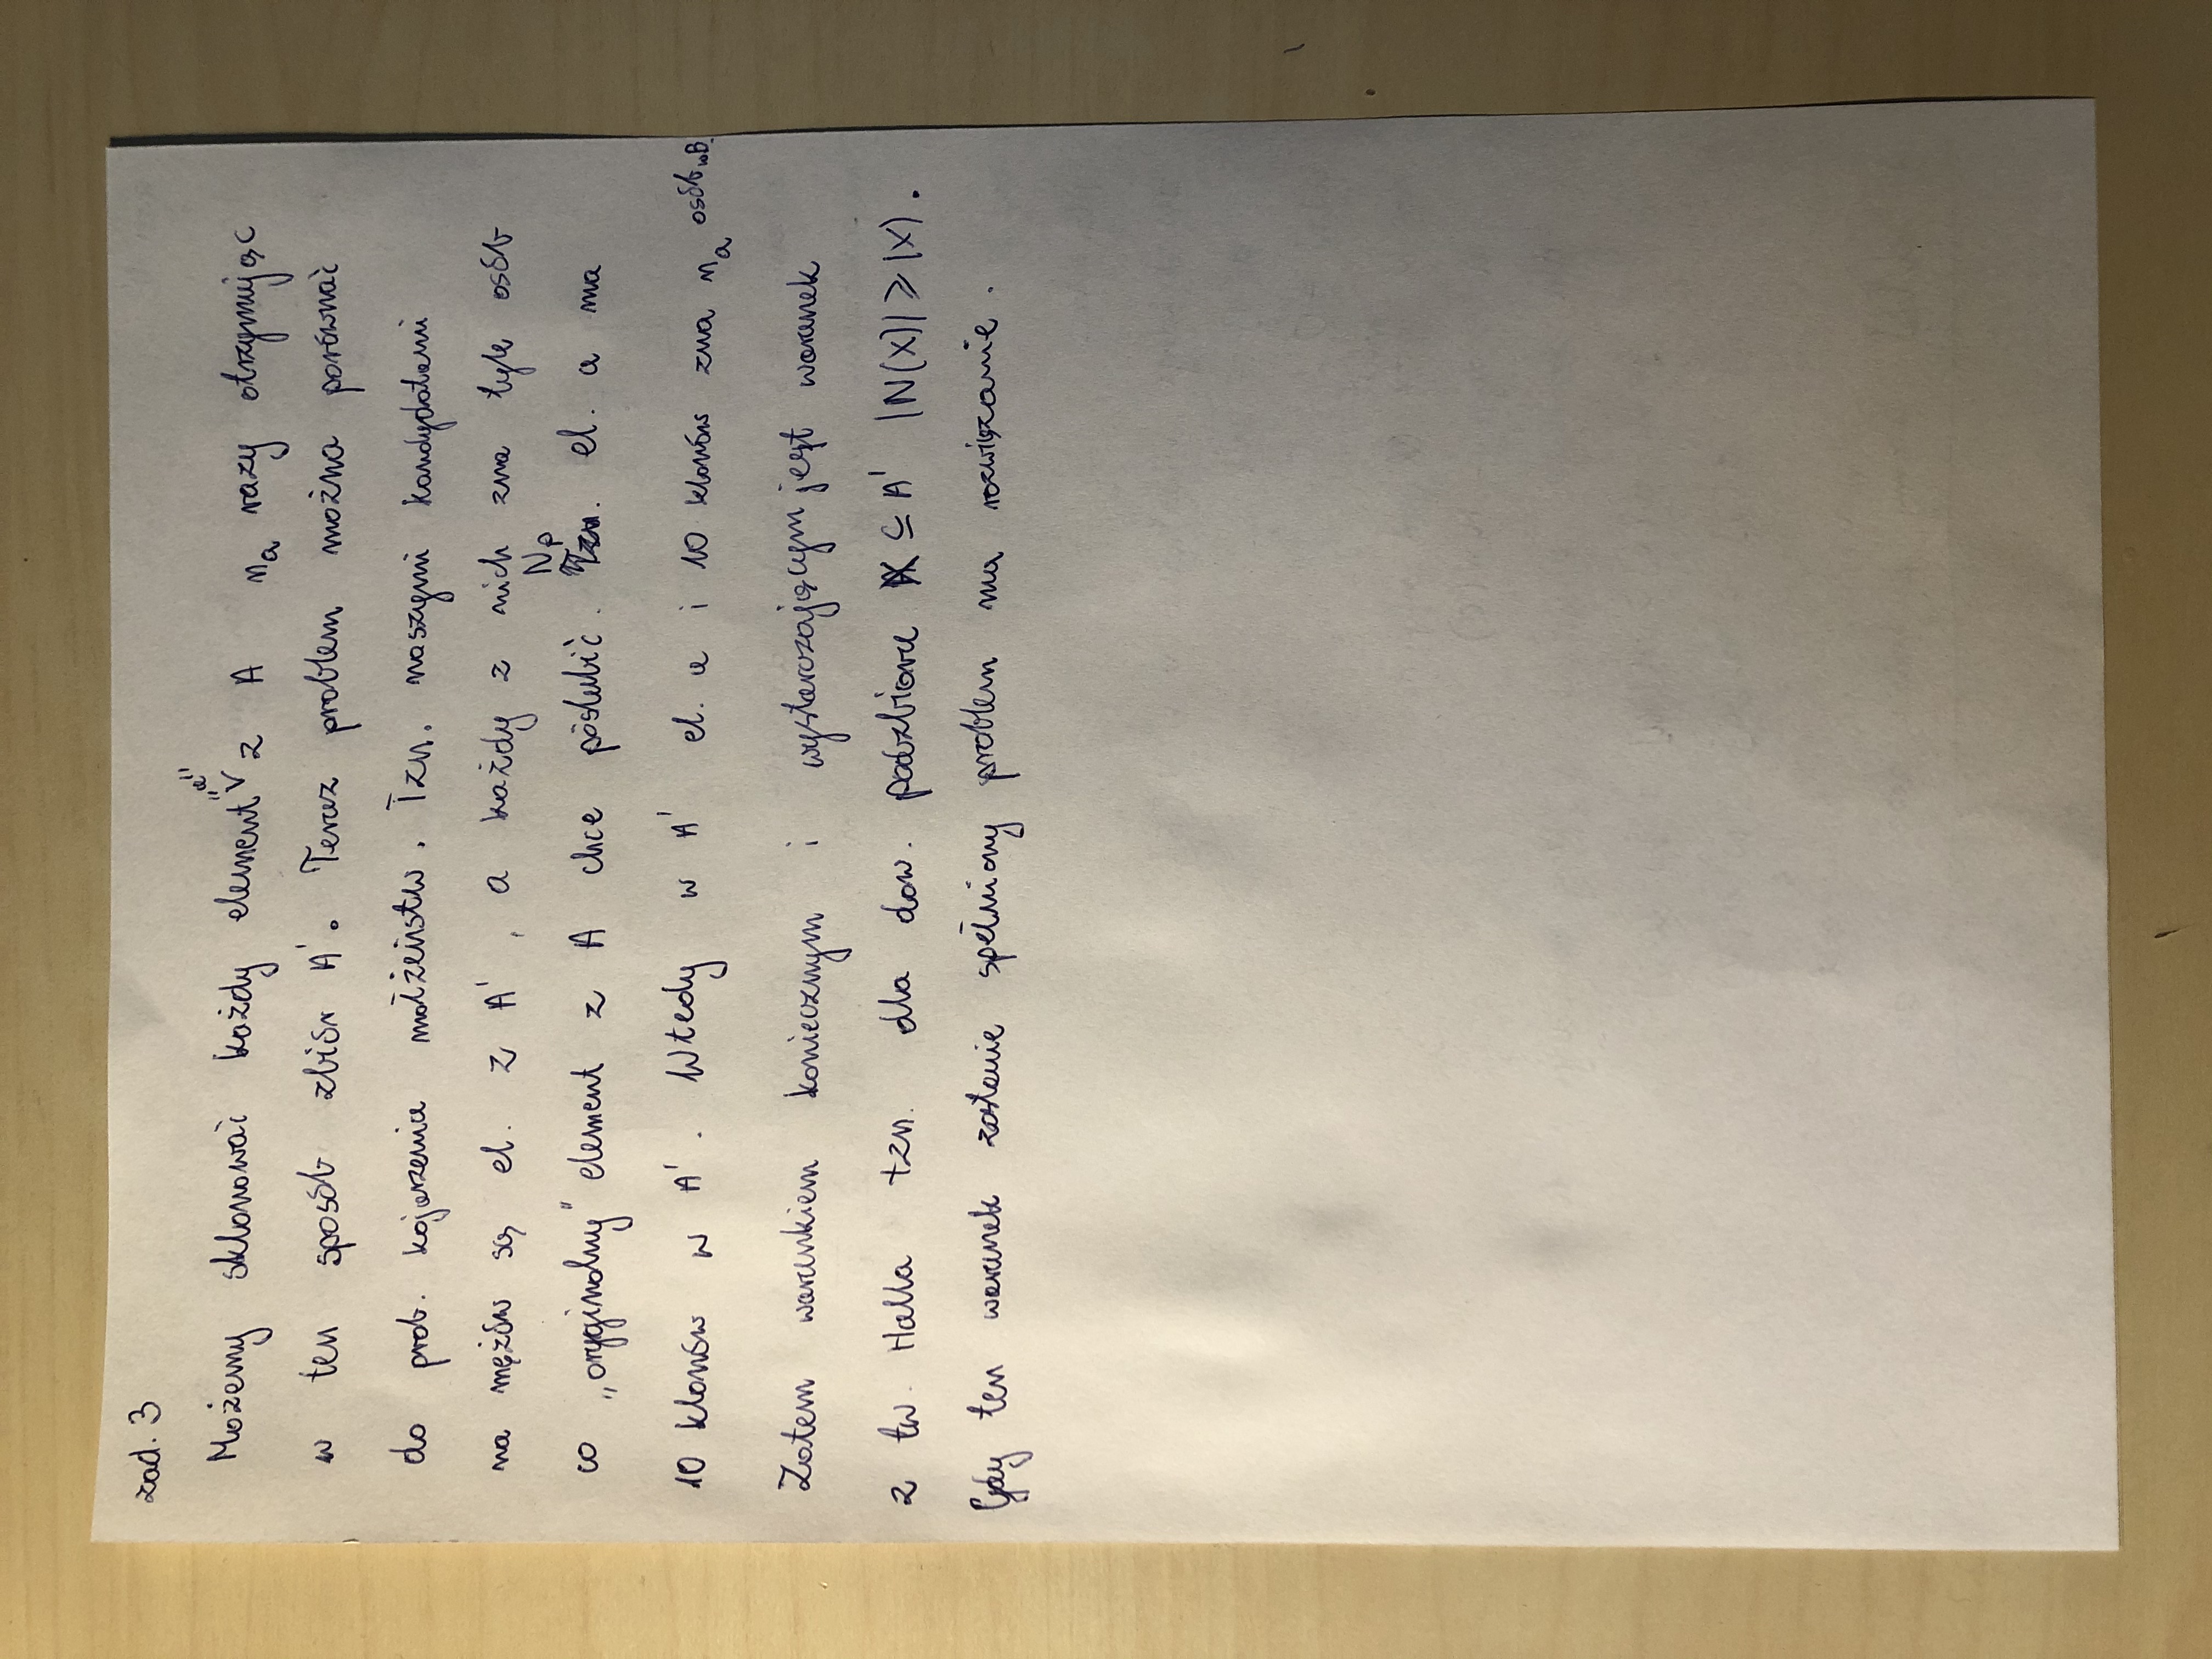 zad. 3
Możemy sklonować każdy element "a" z A n_a razy otrzymując
w ten sposób zbiór A'. Teraz problem można porównać
do prob. kojarzenia małżeństw. Tzn. naszymi kandydatami
na mężów są el. z A', a każdy z nich zna tyle osób
co „oryginalny" element z A chce poślubić. Np. el. a ma
10 klonów w A'. Wtedy w A' el. a i 10 klonów zna n_a osób w B.
Zatem warunkiem koniecznym i wystarczającym jest warunek
z tw. Halla tzn. dla dow. podzbioru X ⊆ A' |N(X)| ≥ |X|.
Gdy ten warunek zostanie spełniony problem ma rozwiązanie.